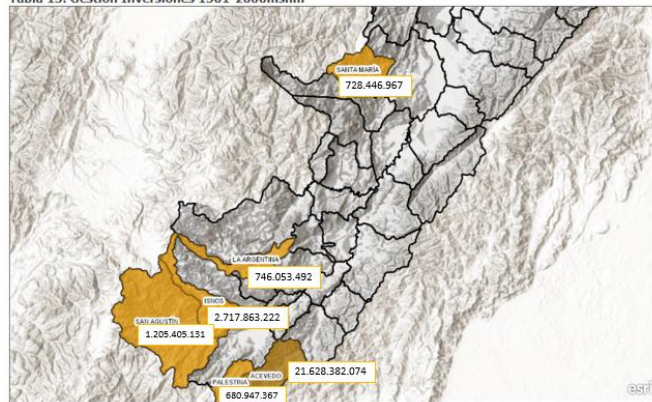 SANTA MARÍA
728.446.967
LA ARGENTINA
746.053.492
ISNOS
2.717.863.222
SAN AGUSTÍN
1.205.405.131
ACEVEDO
21.628.382.074
PALESTINA
680.947.367
esri